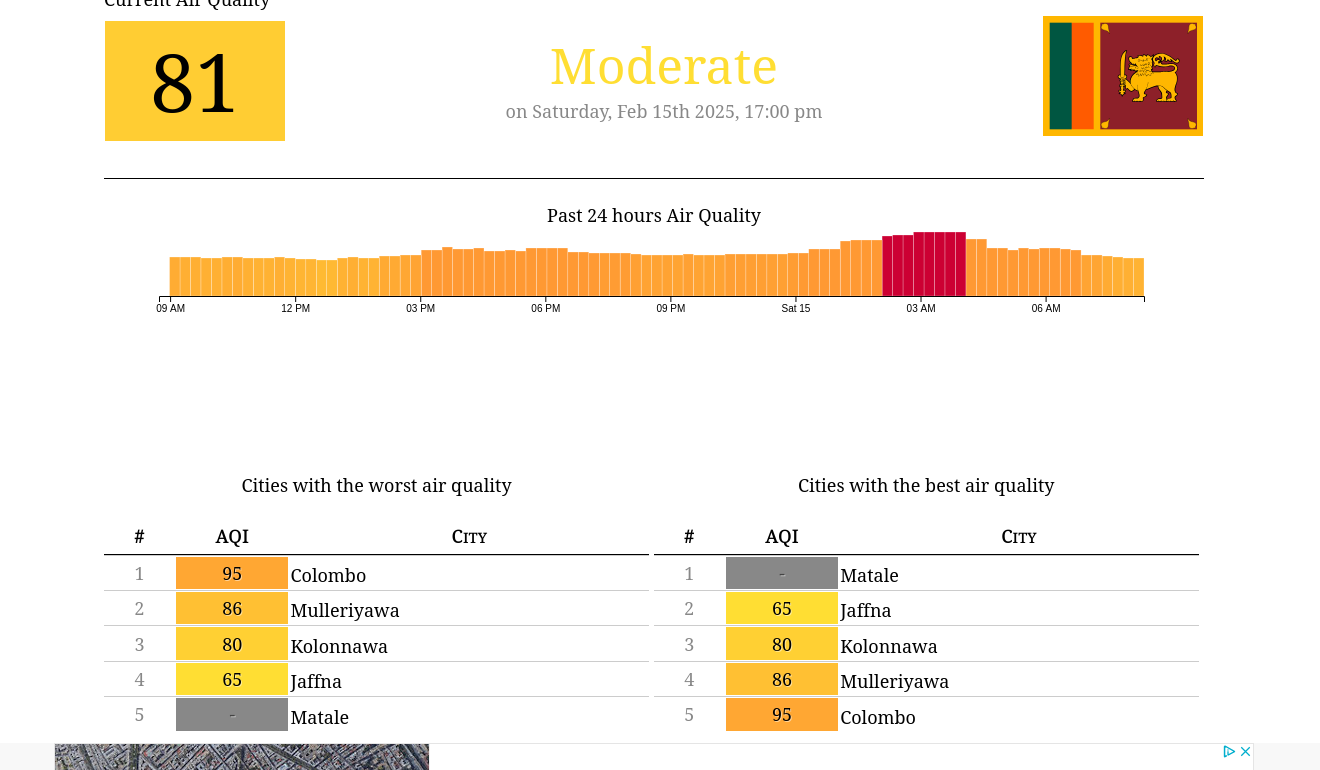 Current Air Quality
81
Moderate
on Saturday, Feb 15th 2025, 17:00 pm
Past 24 hours Air Quality
09 AM 12 PM 03 PM 06 PM 09 PM Sat 15 03 AM 06 AM
Cities with the worst air quality
# AQI City
1 95 Colombo
2 86 Mulleriyawa
3 80 Kolonnawa
4 65 Jaffna
5 - Matale
Cities with the best air quality
# AQI City
1 - Matale
2 65 Jaffna
3 80 Kolonnawa
4 86 Mulleriyawa
5 95 Colombo